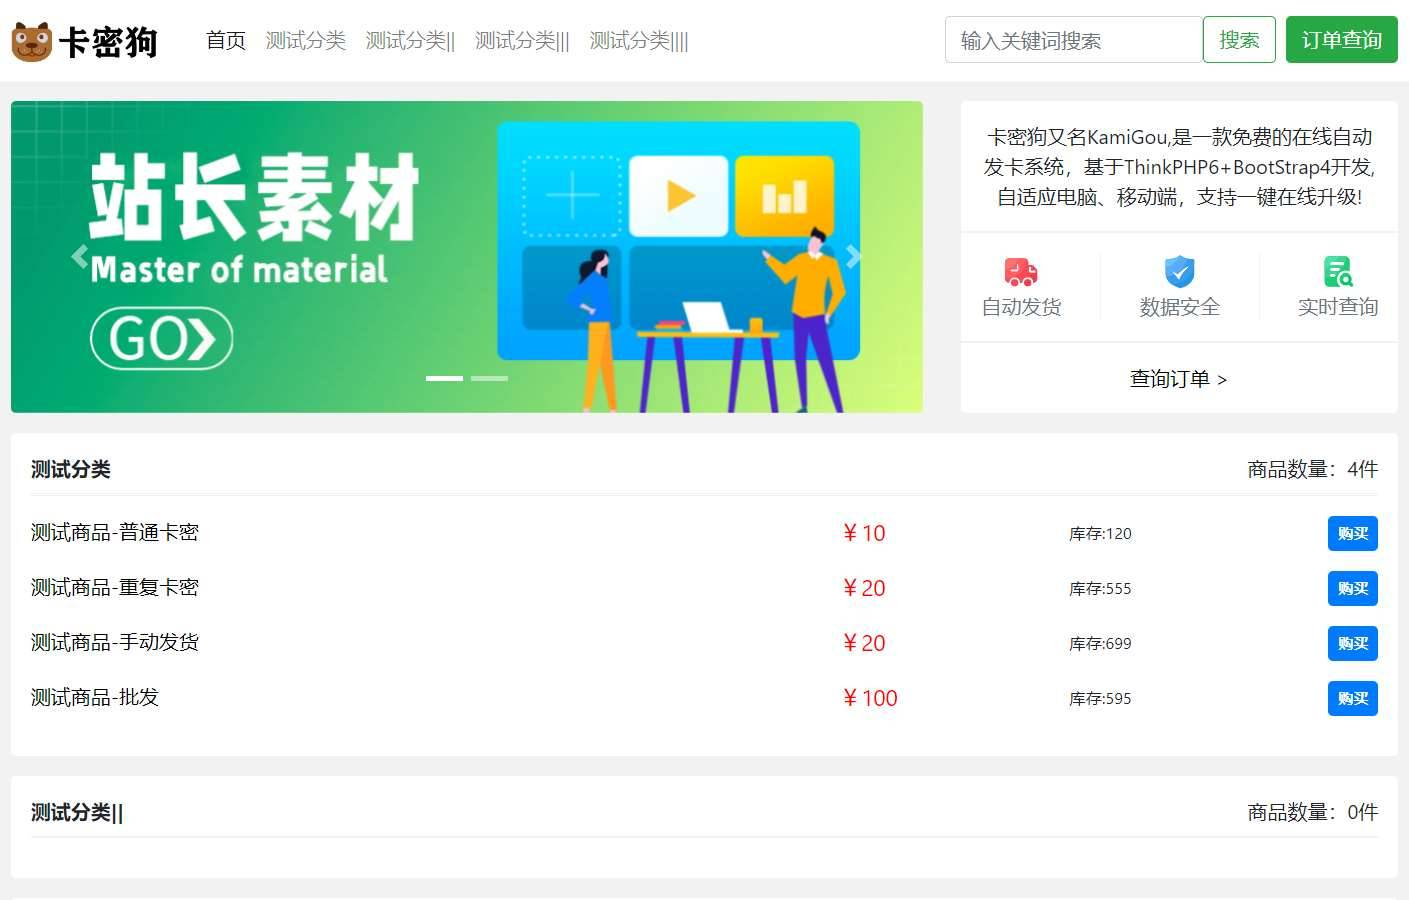 卡密狗
首页 测试分类 测试分类|| 测试分类||| 测试分类||||
输入关键词搜索 搜索 订单查询
站长素材
Master of material
GO
卡密狗又名KamiGou,是一款免费的在线自动
发卡系统，基于ThinkPHP6+BootStrap4开发,
自适应电脑、移动端，支持一键在线升级!
自动发货 数据安全 实时查询
查询订单 >
测试分类 商品数量：4件
测试商品-普通卡密 ￥10 库存:120 购买
测试商品-重复卡密 ￥20 库存:555 购买
测试商品-手动发货 ￥20 库存:699 购买
测试商品-批发 ￥100 库存:595 购买
测试分类|| 商品数量：0件